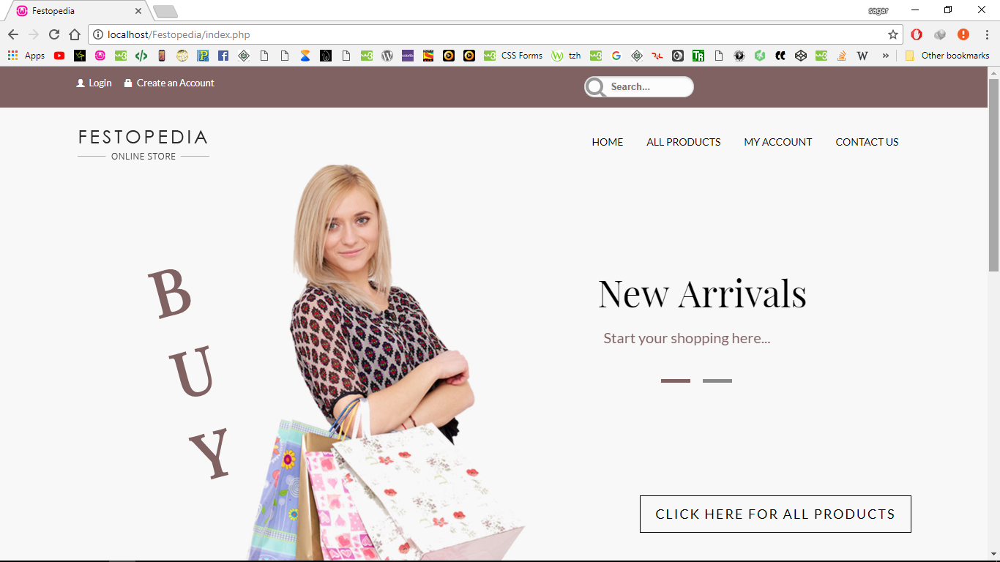 Festopedia
sagar
localhost/Festopedia/index.php
Apps
CSS Forms
tzh
Other bookmarks
Login
Create an Account
Search...
FESTOPEDIA
ONLINE STORE
HOME
ALL PRODUCTS
MY ACCOUNT
CONTACT US
B
U
Y
New Arrivals
Start your shopping here...
CLICK HERE FOR ALL PRODUCTS